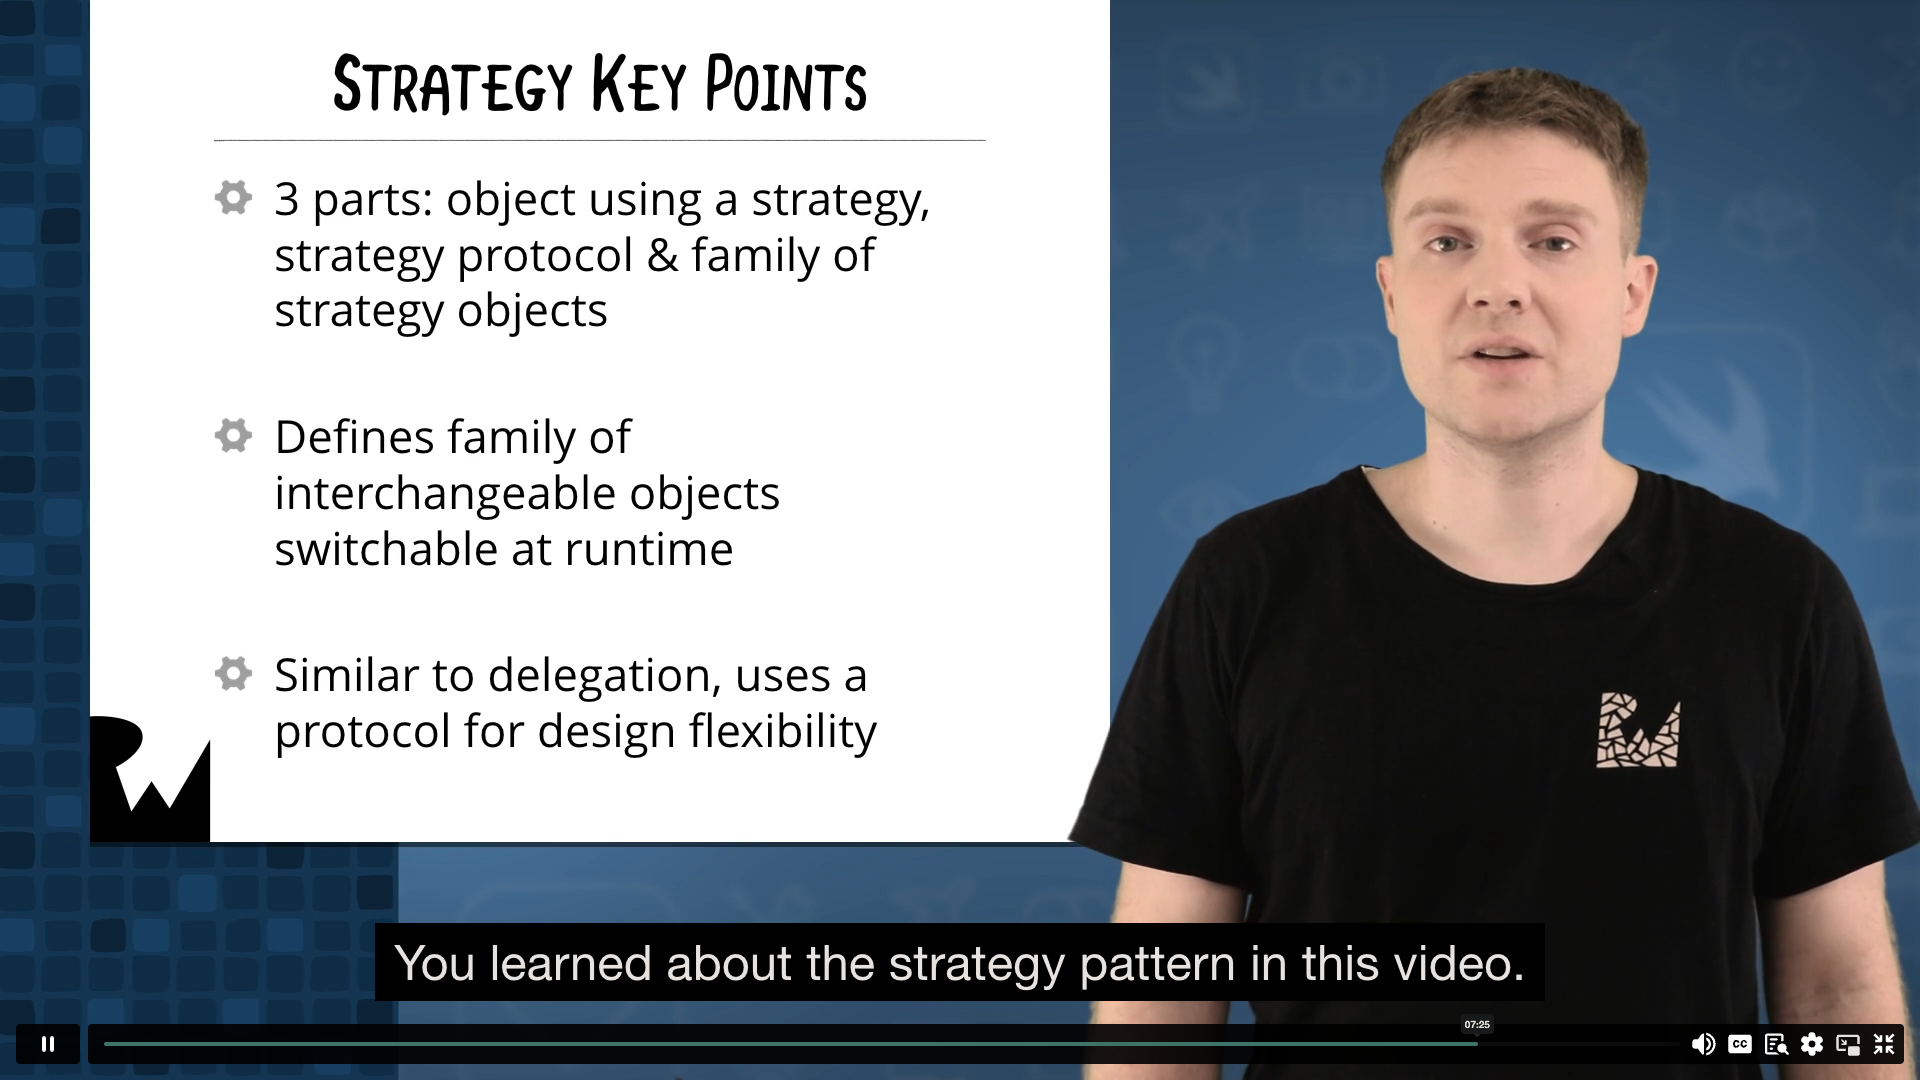 STRATEGY KEY POINTS
3 parts: object using a strategy,
strategy protocol & family of
strategy objects
Defines family of
interchangeable objects
switchable at runtime
Similar to delegation, uses a
protocol for design flexibility
RW
RW
You learned about the strategy pattern in this video.
07:25
CC